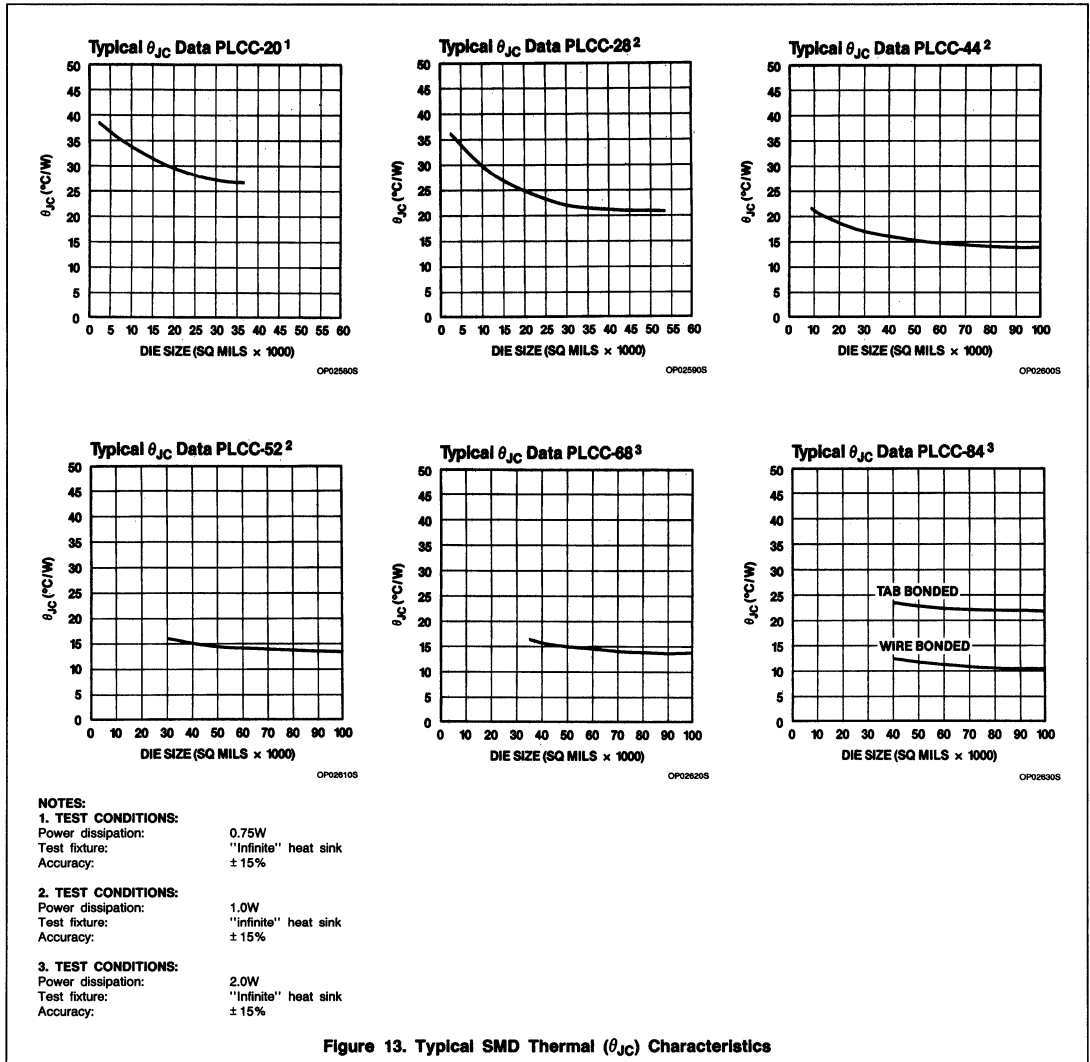 Typical θJC Data PLCC-20¹
50
45
40
35
30
25
20
15
10
5
0
θJC (°C/W)
0 5 10 15 20 25 30 35 40 45 50 55 60
DIE SIZE (SQ MILS × 1000)
OP02580S
Typical θJC Data PLCC-28²
50
45
40
35
30
25
20
15
10
5
0
θJC (°C/W)
0 5 10 15 20 25 30 35 40 45 50 55 60
DIE SIZE (SQ MILS × 1000)
OP02590S
Typical θJC Data PLCC-44²
50
45
40
35
30
25
20
15
10
5
0
θJC (°C/W)
0 10 20 30 40 50 60 70 80 90 100
DIE SIZE (SQ MILS × 1000)
OP02600S
Typical θJC Data PLCC-52²
50
45
40
35
30
25
20
15
10
5
0
θJC (°C/W)
0 10 20 30 40 50 60 70 80 90 100
DIE SIZE (SQ MILS × 1000)
OP02610S
Typical θJC Data PLCC-68³
50
45
40
35
30
25
20
15
10
5
0
θJC (°C/W)
0 10 20 30 40 50 60 70 80 90 100
DIE SIZE (SQ MILS × 1000)
OP02620S
Typical θJC Data PLCC-84³
50
45
40
35
30
25
20
15
10
5
0
θJC (°C/W)
TAB BONDED
WIRE BONDED
0 10 20 30 40 50 60 70 80 90 100
DIE SIZE (SQ MILS × 1000)
OP02630S
NOTES:
1. TEST CONDITIONS:
Power dissipation: 0.75W
Test fixture: "Infinite" heat sink
Accuracy: ± 15%
2. TEST CONDITIONS:
Power dissipation: 1.0W
Test fixture: "infinite" heat sink
Accuracy: ± 15%
3. TEST CONDITIONS:
Power dissipation: 2.0W
Test fixture: "Infinite" heat sink
Accuracy: ± 15%
Figure 13. Typical SMD Thermal (θJC) Characteristics